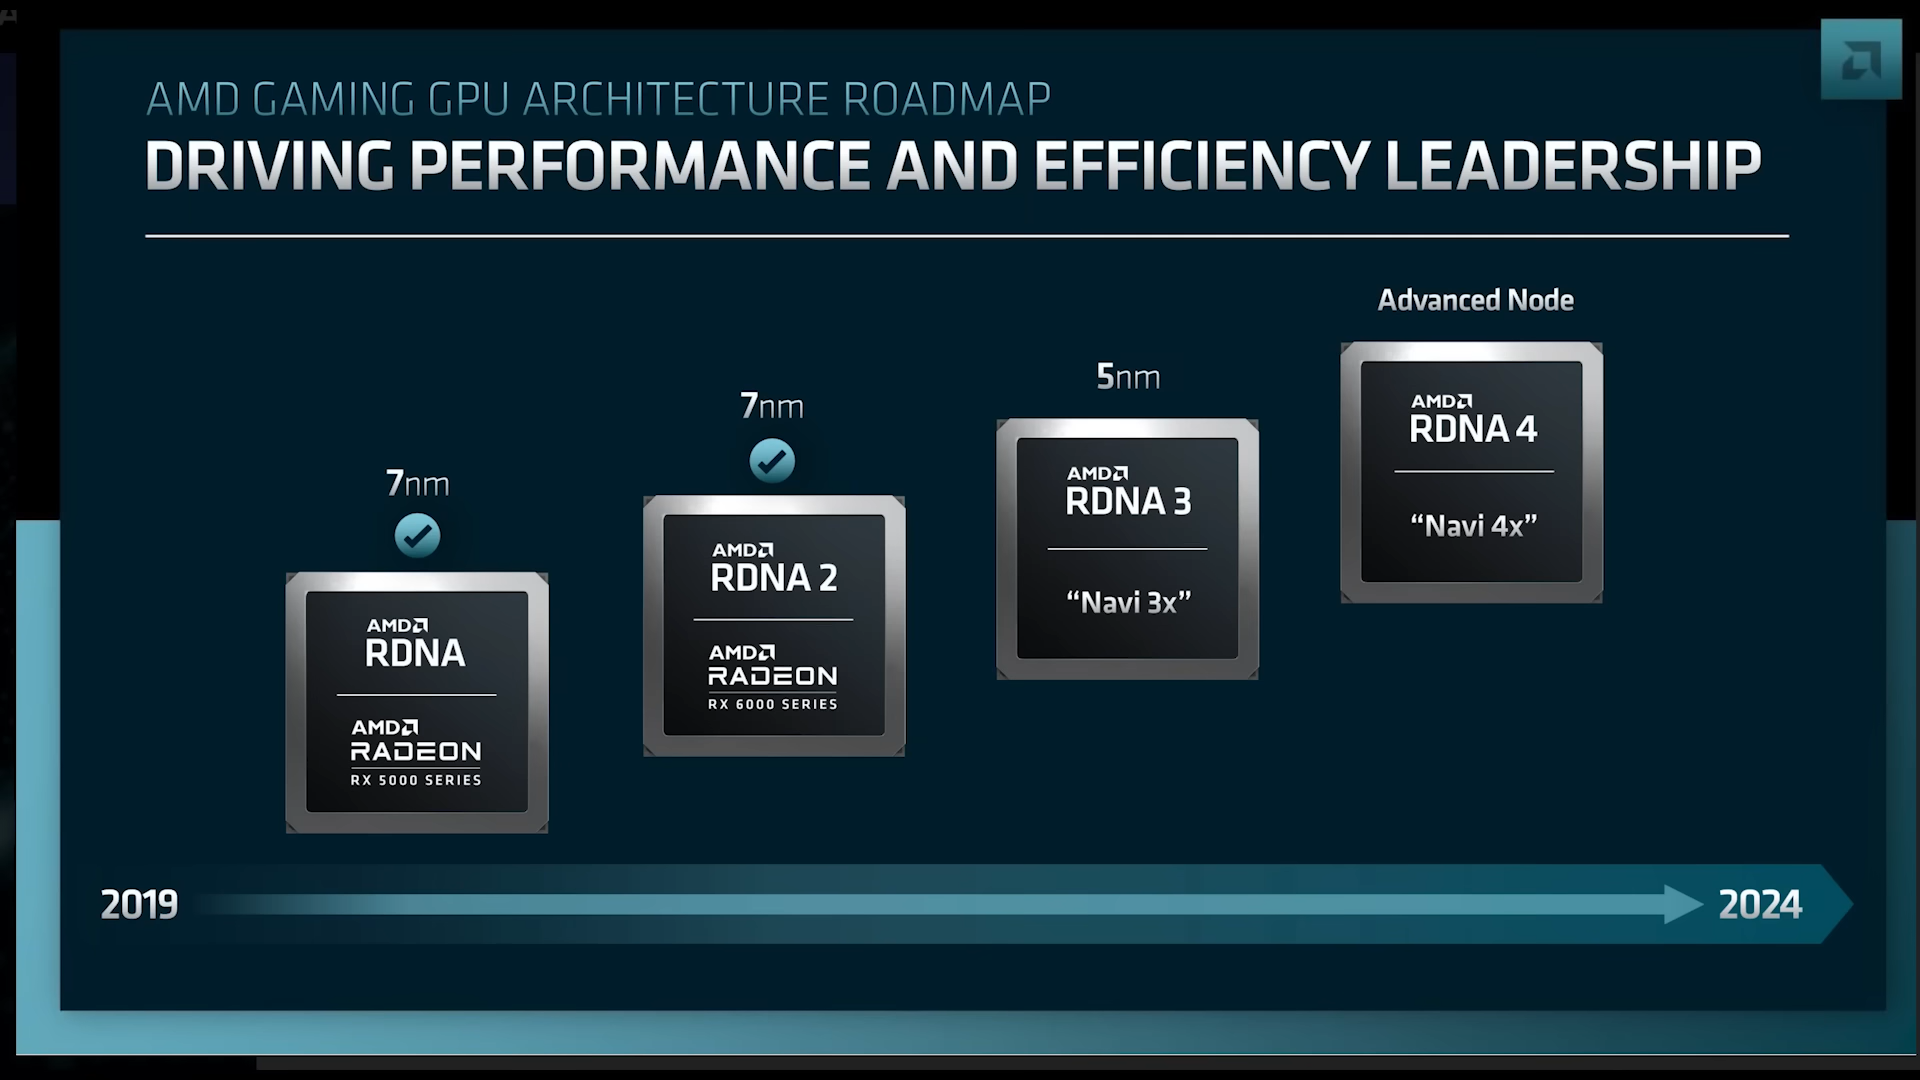 AMD GAMING GPU ARCHITECTURE ROADMAP
DRIVING PERFORMANCE AND EFFICIENCY LEADERSHIP
7nm
AMD
RDNA
AMD
RADEON
RX 5000 SERIES
7nm
AMD
RDNA 2
AMD
RADEON
RX 6000 SERIES
5nm
AMD
RDNA 3
“Navi 3x”
Advanced Node
AMD
RDNA 4
“Navi 4x”
2019
2024